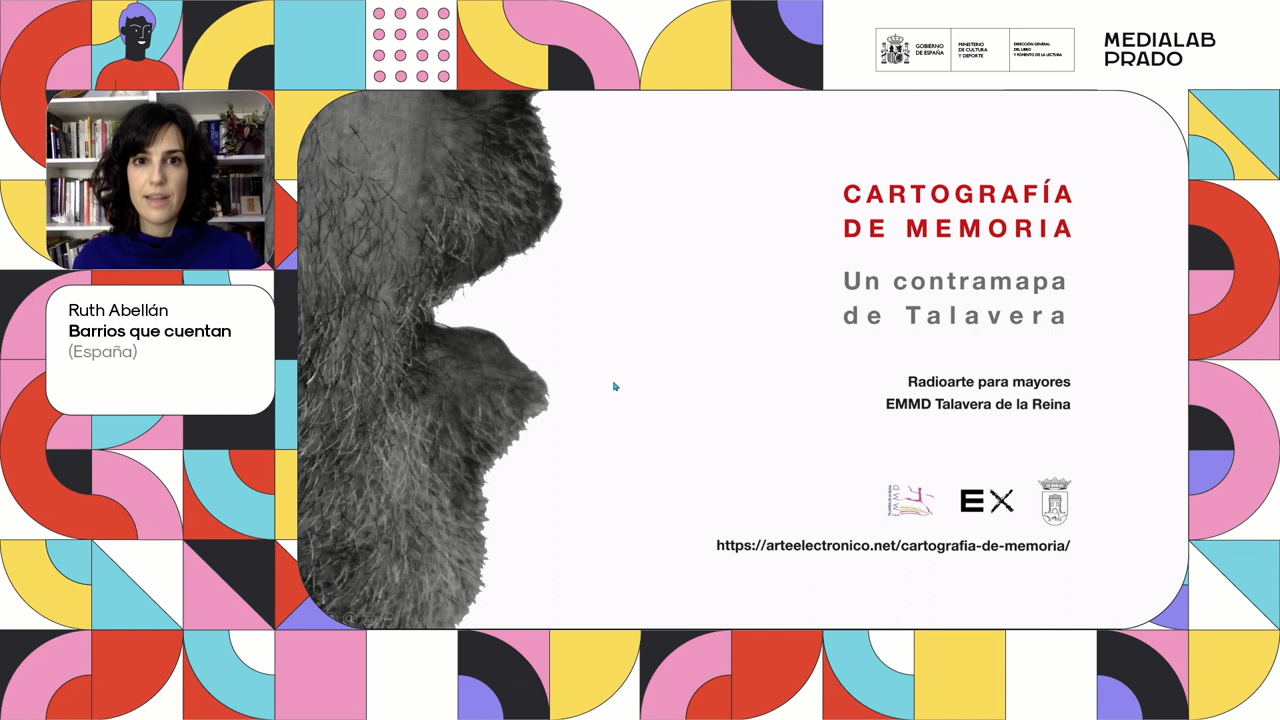 GOBIERNO
DE ESPAÑA
MINISTERIO
DE CULTURA
Y DEPORTE
DIRECCIÓN GENERAL
DEL LIBRO
Y FOMENTO DE LA LECTURA
MEDIALAB
PRADO
Ruth Abellán
Barrios que cuentan
(España)
CARTOGRAFÍA
DE MEMORIA
Un contramapa
de Talavera
Radioarte para mayores
EMMD Talavera de la Reina
EMMD
EX
https://arteelectronico.net/cartografia-de-memoria/